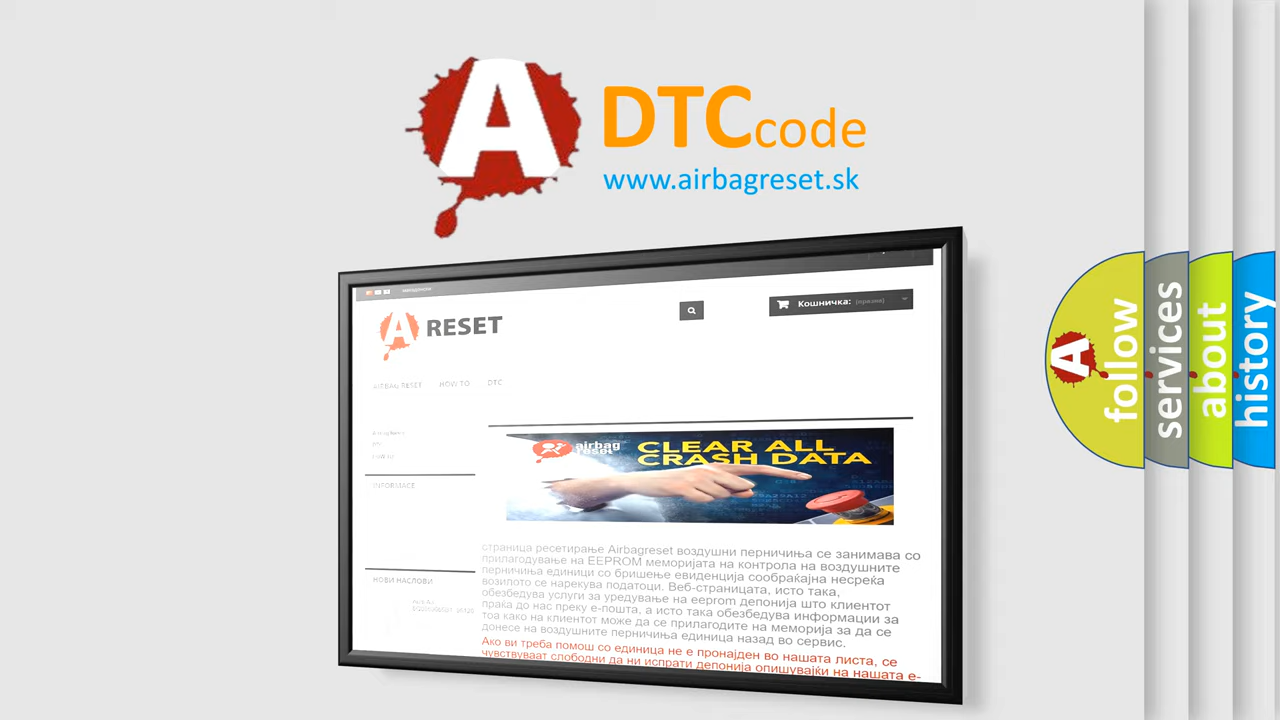 A
DTCcode
www.airbagreset.sk
A RESET
Кошничка: (празни)
AIRBAG RESET HOW TO DTC
airbag
reset
CLEAR ALL
CRASH DATA
INFORMACE
страница ресетирање Airbagreset воздушни перничиња се занимава со
прилагодување на EEPROM меморијата на контрола на воздушните
перничиња единици со бришење евиденција сообраќајна несреќа
возилото се нарекува податоци. Веб-страницата, исто така,
обезбедува услуги за уредување на eeprom депонија што клиентот
праќа до нас преку е-пошта, а исто така обезбедува информации за
тоа како на клиентот може да се прилагодите на меморија за да се
донесе на воздушните перничиња единица назад во сервис.
НОВИ НАСЛОВИ
Ако ви треба помош со единица не е пронајден во нашата листа, се
чувствуваат слободни да ни испрати депонија опишувајќи на нашата е-
A
follow
services
about
history